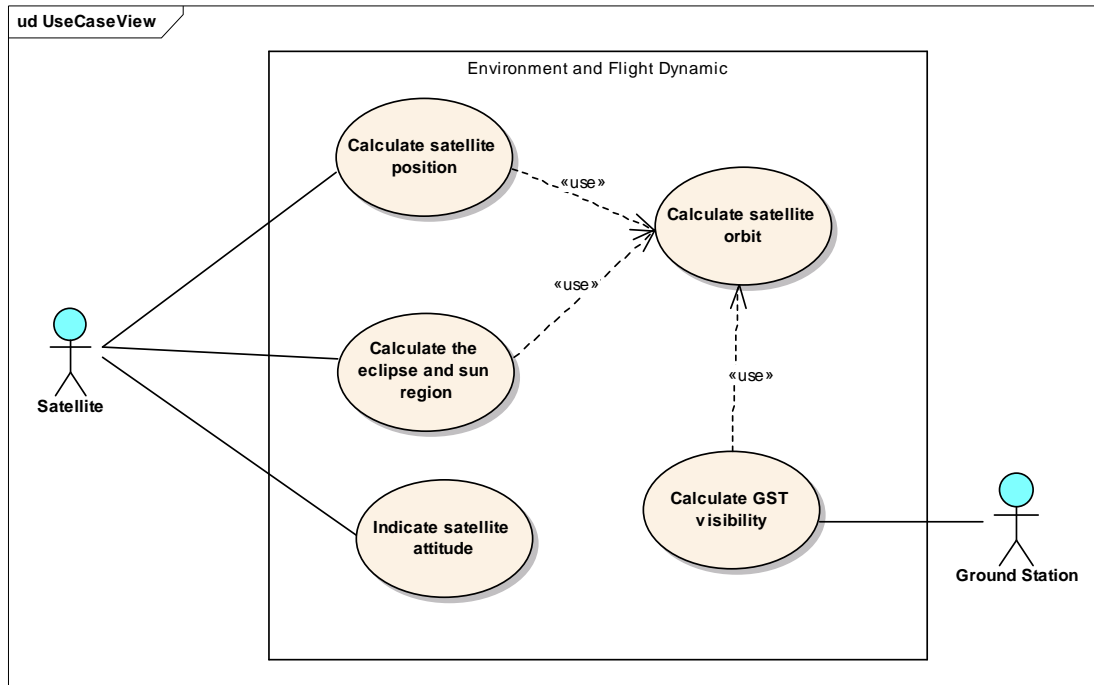 ud UseCaseView
Environment and Flight Dynamic
Calculate satellite
position
«use»
Calculate satellite
orbit
«use»
Calculate the
eclipse and sun
region
Satellite
«use»
Calculate GST
visibility
Indicate satellite
attitude
Ground Station